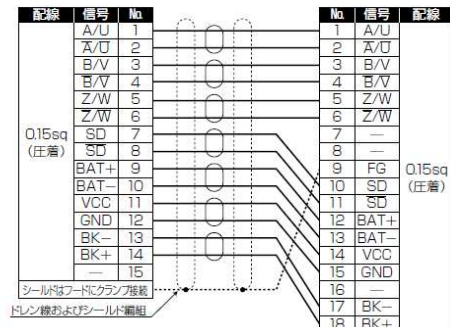 配線 信号 No.
A/U 1
A̅/U̅ 2
B/V 3
B̅/V̅ 4
Z/W 5
Z̅/W̅ 6
0.15sq
(圧着)
SD 7
S̅D̅ 8
BAT+ 9
BAT− 10
VCC 11
GND 12
BK− 13
BK+ 14
— 15
シールドはフードにクランプ接続
ドレン線およびシールド編組
No. 信号 配線
1 A/U
2 A̅/U̅
3 B/V
4 B̅/V̅
5 Z/W
6 Z̅/W̅
7 —
8 —
9 FG
10 SD
11 S̅D̅
12 BAT+
13 BAT−
14 VCC
15 GND
16 —
17 BK−
18 BK+
0.15sq
(圧着)